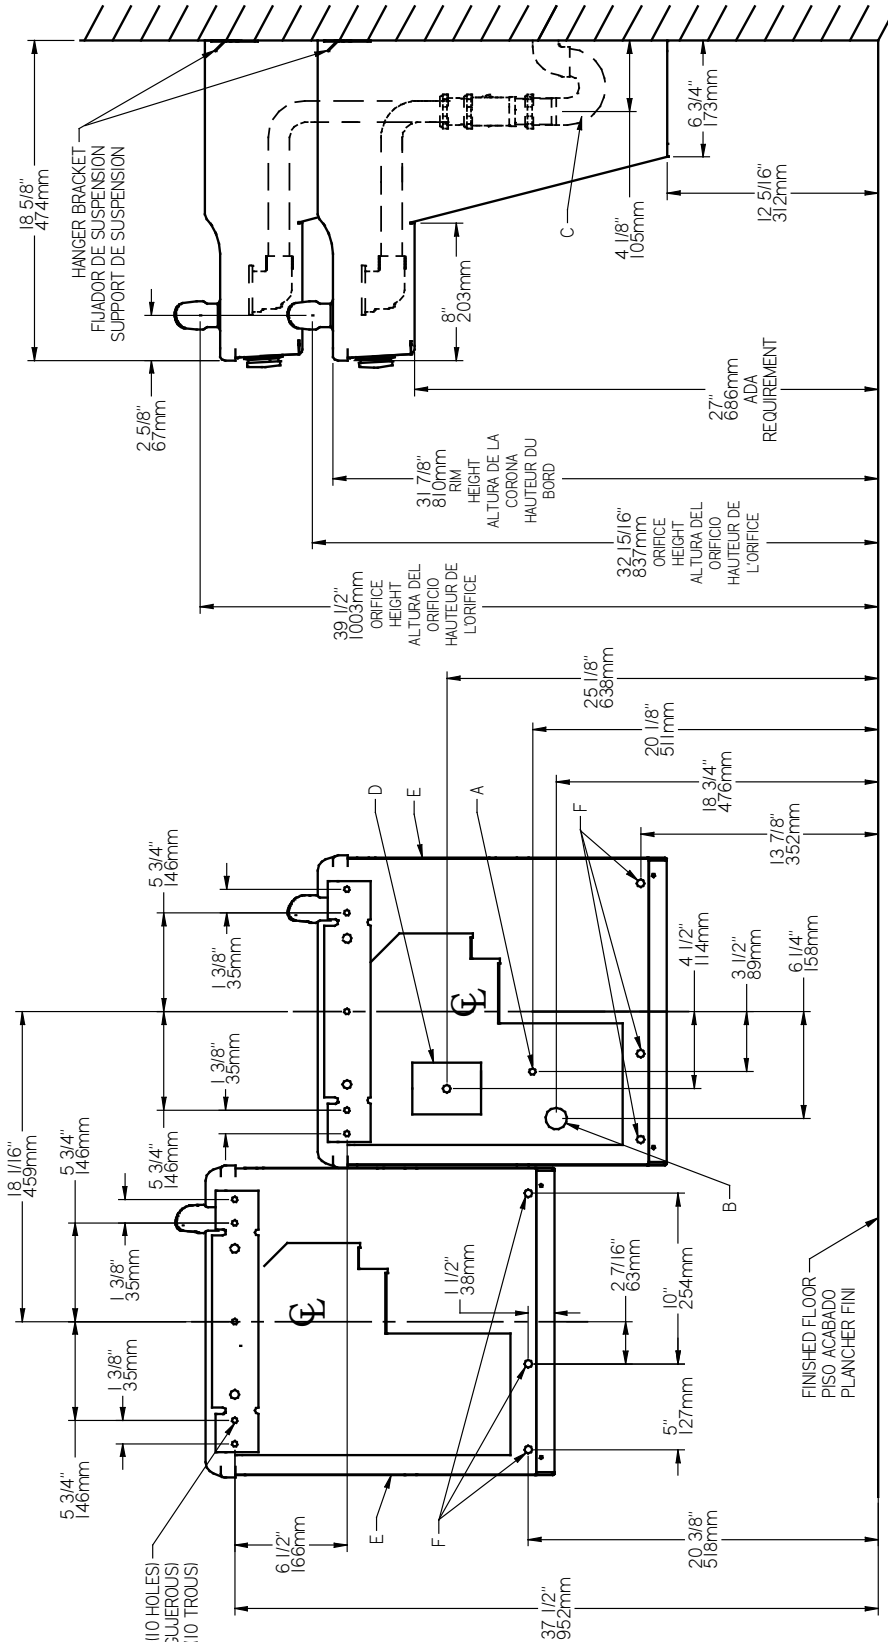 18 5/8"
474mm
HANGER BRACKET
FIJADOR DE SUSPENSION
SUPPORT DE SUSPENSION
2 5/8"
67mm
6 3/4"
173mm
12 5/16"
312mm
C
4 1/8"
105mm
8"
203mm
27"
686mm
ADA
REQUIREMENT
31 7/8"
810mm
RIM
HEIGHT
ALTURA DE LA
CORONA
HAUTEUR DU
BORD
32 15/16"
837mm
ORIFICE
HEIGHT
ALTURA DEL
ORIFICIO
HAUTEUR DE
L'ORIFICE
39 1/2"
1003mm
ORIFICE
HEIGHT
ALTURA DEL
ORIFICIO
HAUTEUR DE
L'ORIFICE
25 1/8"
638mm
20 1/8"
511mm
18 3/4"
476mm
13 7/8"
352mm
D
E
A
F
5 3/4"
146mm
1 3/8"
35mm
1 3/8"
35mm
5 3/4"
146mm
4 1/2"
114mm
3 1/2"
89mm
6 1/4"
158mm
CL
B
18 1/16"
459mm
5 3/4"
146mm
1 3/8"
35mm
1 3/8"
35mm
5 3/4"
146mm
CL
1 1/2"
38mm
2 7/16"
63mm
10"
254mm
5"
127mm
F
E
6 1/2"
166mm
20 3/8"
518mm
37 1/2"
952mm
(10 HOLES)
GUJEROUS)
10 TROUS)
FINISHED FLOOR
PISO ACABADO
PLANCHER FINI